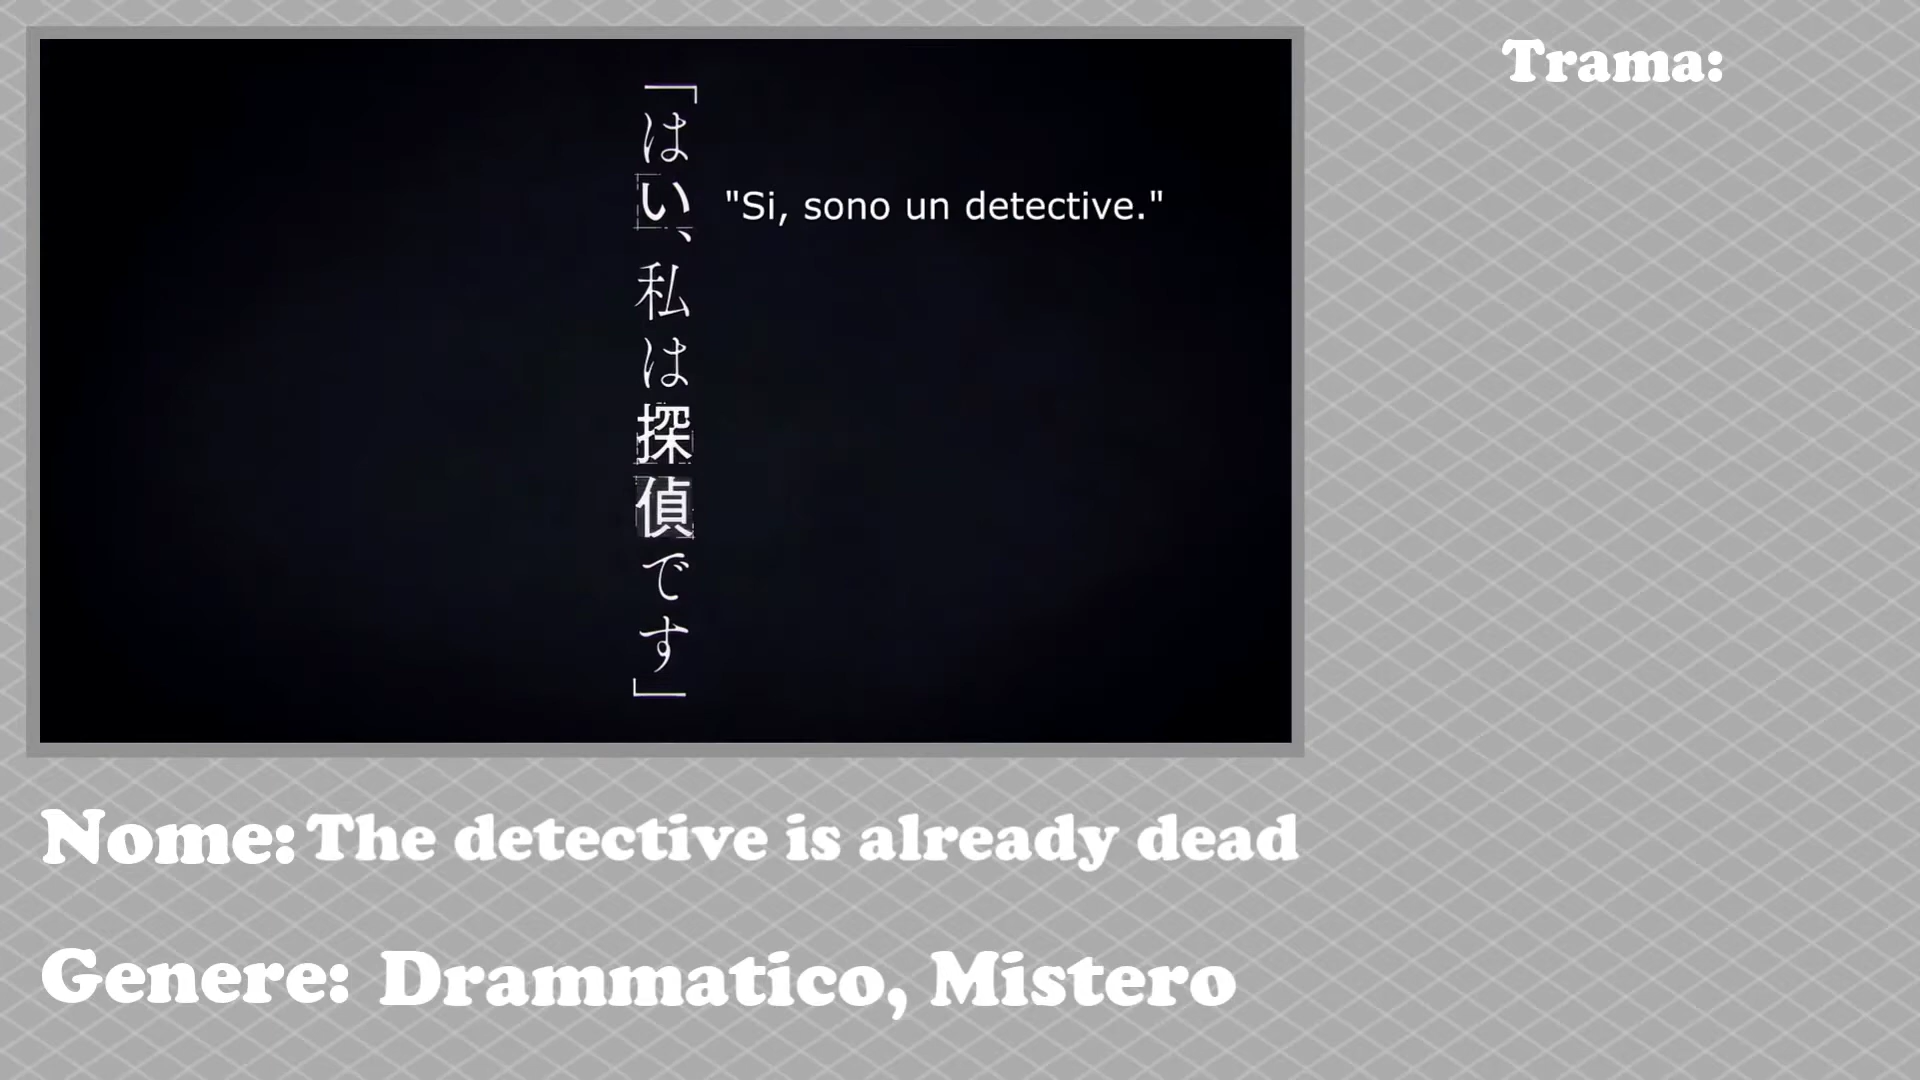 「はい、私は探偵です」
"Si, sono un detective."
Trama:
Nome: The detective is already dead
Genere: Drammatico, Mistero